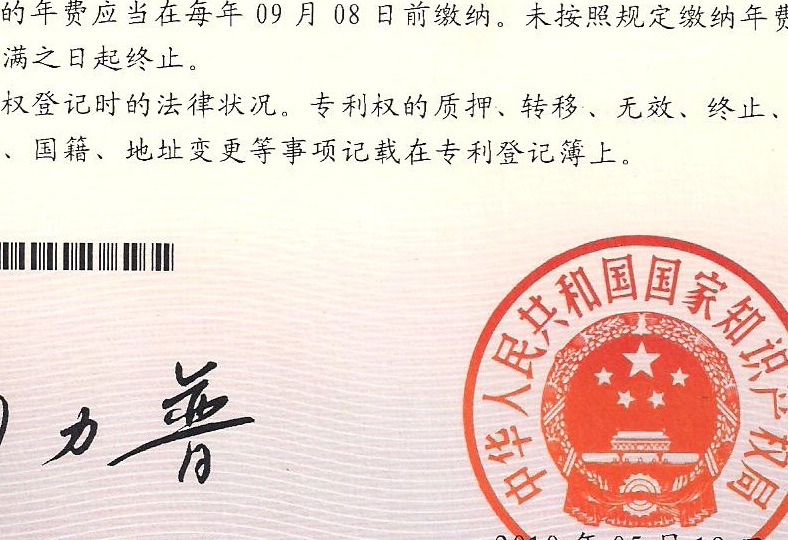 的年费应当在每年 09 月 08 日前缴纳。未按照规定缴纳年费
满之日起终止。
权登记时的法律状况。专利权的质押、转移、无效、终止、
、国籍、地址变更等事项记载在专利登记簿上。
中华人民共和国国家知识产权局
力普